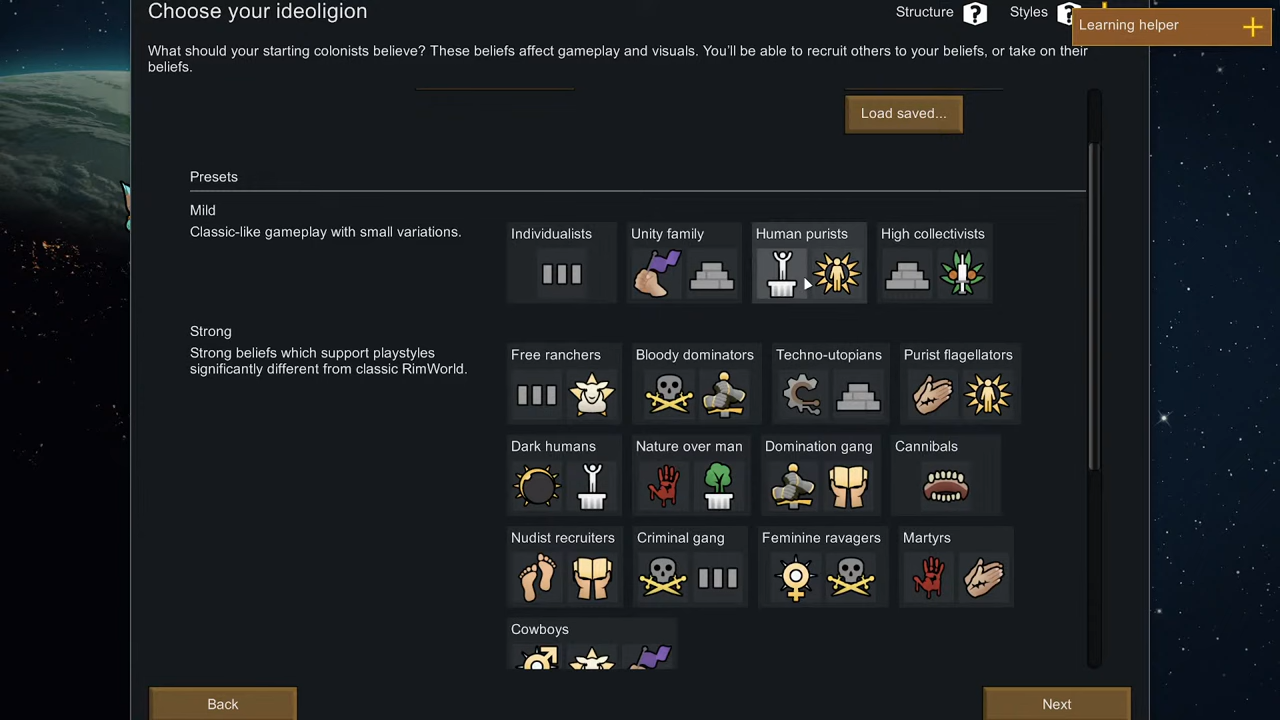 Choose your ideoligion
Structure ?
Styles ?
Learning helper
What should your starting colonists believe? These beliefs affect gameplay and visuals. You'll be able to recruit others to your beliefs, or take on their
beliefs.
Load saved...
Presets
Mild
Classic-like gameplay with small variations.
Individualists
Unity family
Human purists
High collectivists
Strong
Strong beliefs which support playstyles
significantly different from classic RimWorld.
Free ranchers
Bloody dominators
Techno-utopians
Purist flagellators
Dark humans
Nature over man
Domination gang
Cannibals
Nudist recruiters
Criminal gang
Feminine ravagers
Martyrs
Cowboys
Back
Next